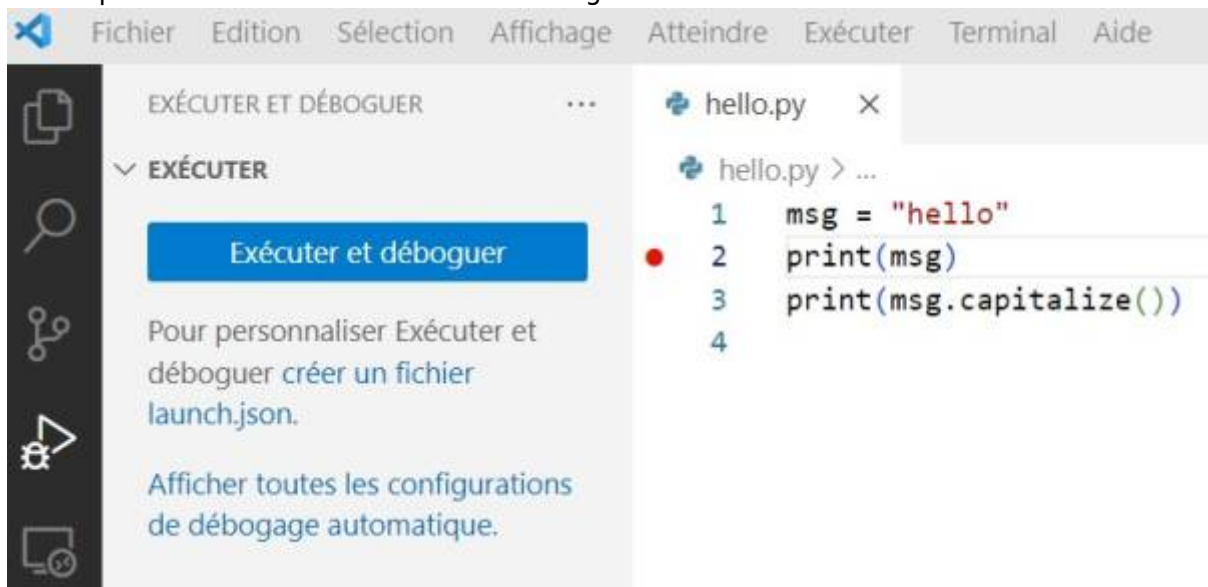 Fichier Edition Sélection Affichage Atteindre Exécuter Terminal Aide
EXÉCUTER ET DÉBOGUER ...
EXÉCUTER
Exécuter et déboguer
Pour personnaliser Exécuter et
déboguer créer un fichier
launch.json.
Afficher toutes les configurations
de débogage automatique.
hello.py
hello.py > ...
1 msg = "hello"
2 print(msg)
3 print(msg.capitalize())
4